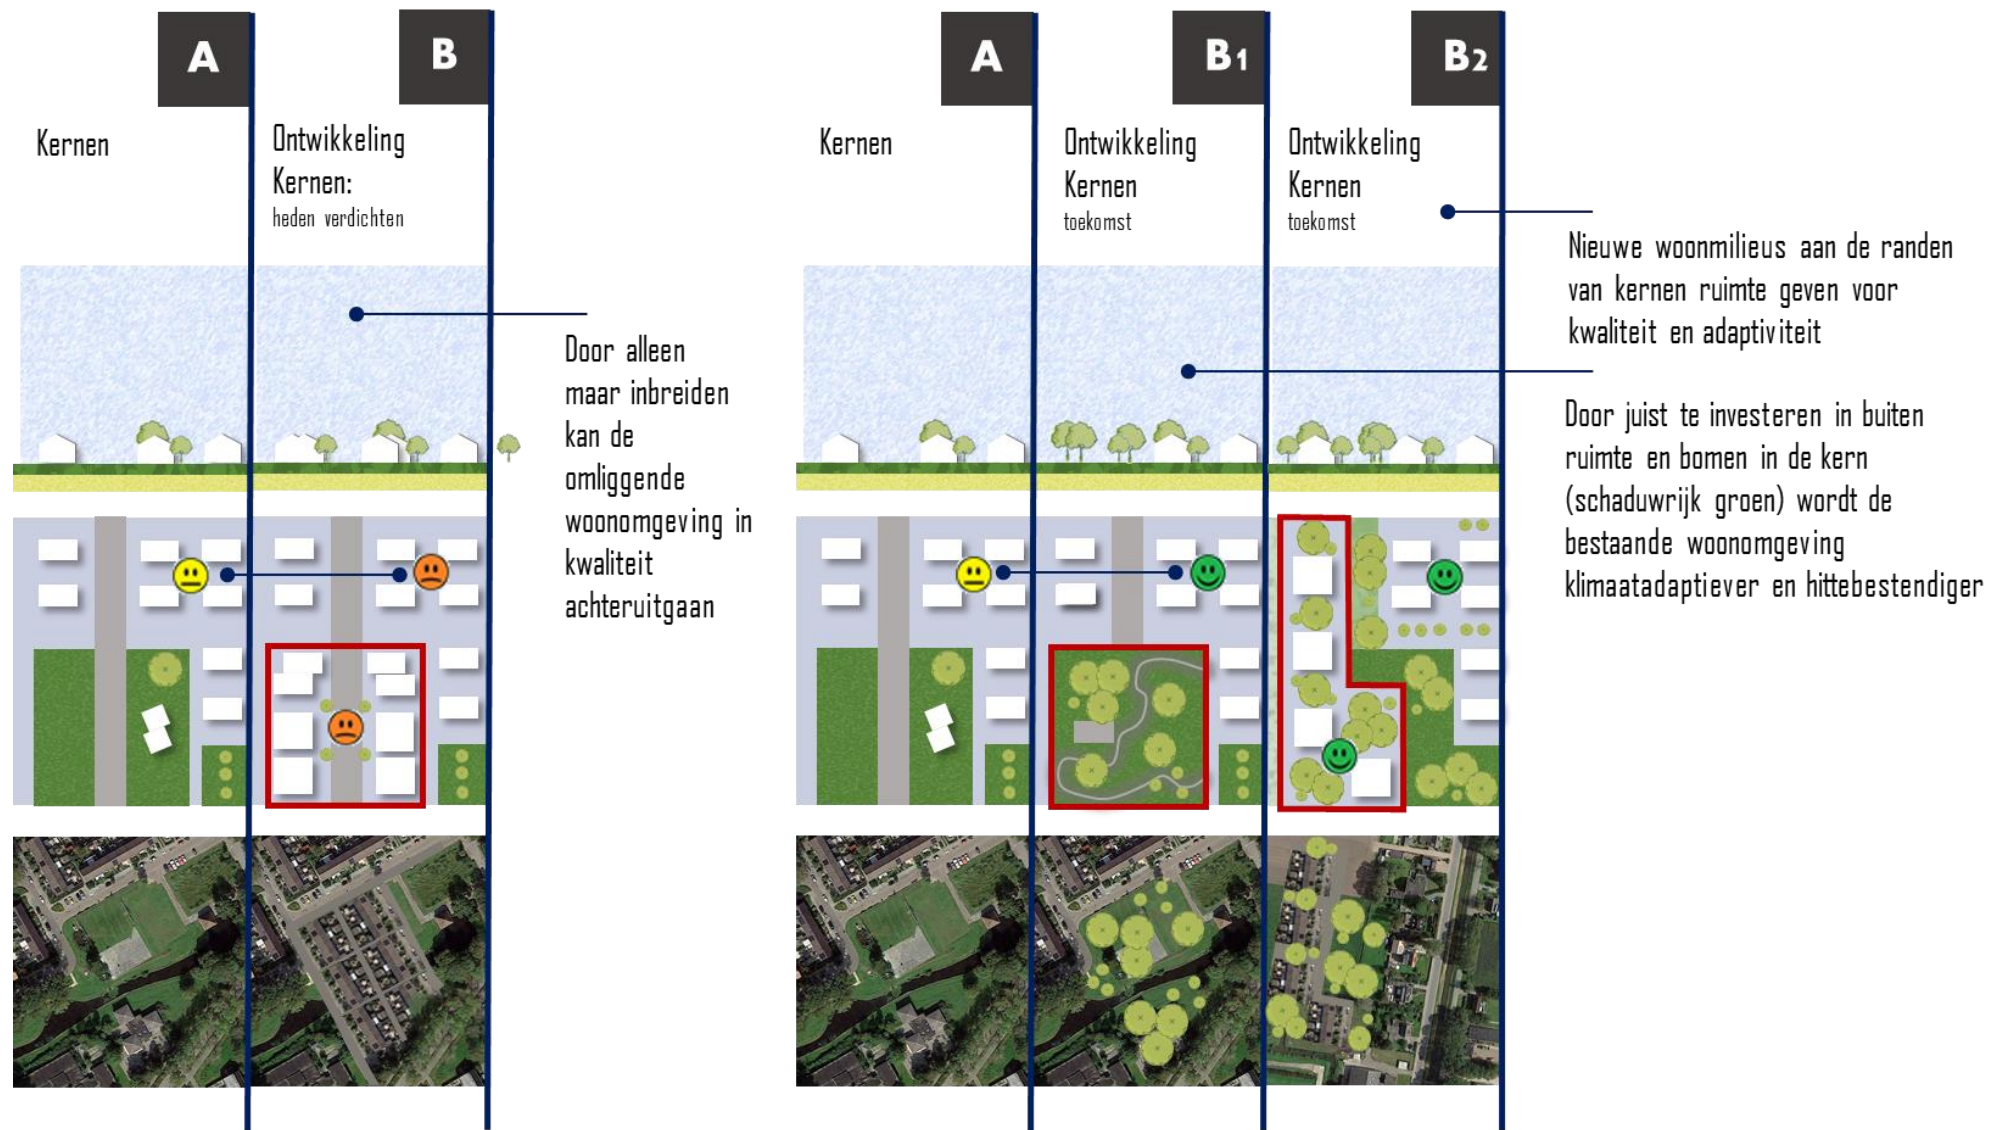 A
B
Kernen
Ontwikkeling
Kernen:
heden verdichten
Door alleen
maar inbreiden
kan de
omliggende
woonomgeving in
kwaliteit
achteruitgaan
A
B1
B2
Kernen
Ontwikkeling
Kernen
toekomst
Ontwikkeling
Kernen
toekomst
Nieuwe woonmilieus aan de randen
van kernen ruimte geven voor
kwaliteit en adaptiviteit
Door juist te investeren in buiten
ruimte en bomen in de kern
(schaduwrijk groen) wordt de
bestaande woonomgeving
klimaatadaptiever en hittebestendiger